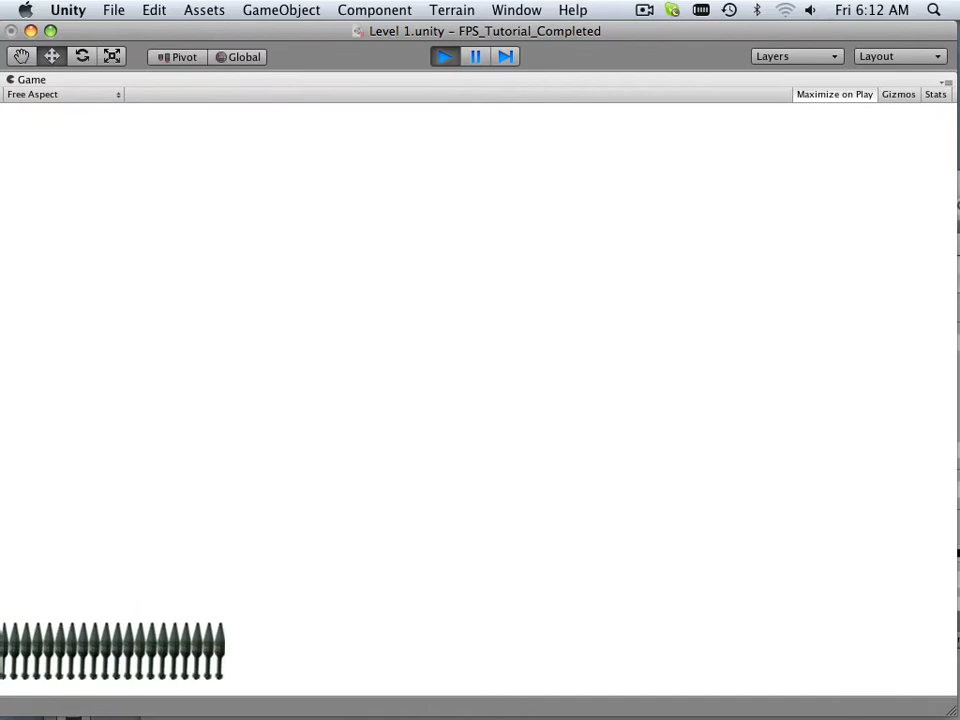 Unity File Edit Assets GameObject Component Terrain Window Help Fri 6:12 AM
Level 1.unity – FPS_Tutorial_Completed
Pivot Global Layers Layout
Game
Free Aspect Maximize on Play Gizmos Stats